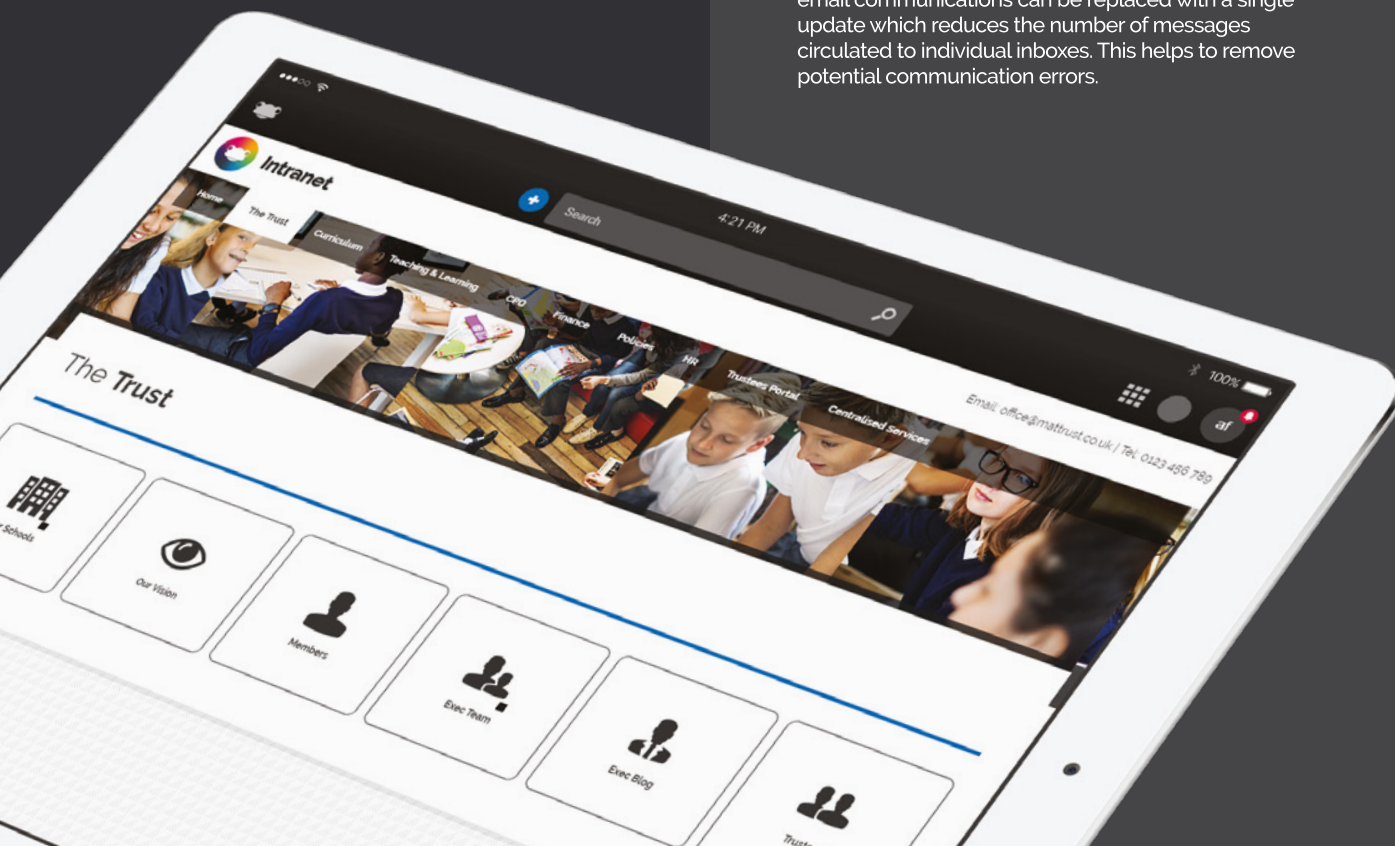 email communications can be replaced with a single
update which reduces the number of messages
circulated to individual inboxes. This helps to remove
potential communication errors.
4:21 PM
100%
Intranet
Search
af
Email: office@mattrust.co.uk | Tel: 0123 456 789
Home
The Trust
Curriculum
Teaching & Learning
CPD
Finance
Policies
HR
Trustees Portal
Centralised Services
The Trust
Schools
Our Vision
Members
Exec Team
Exec Blog